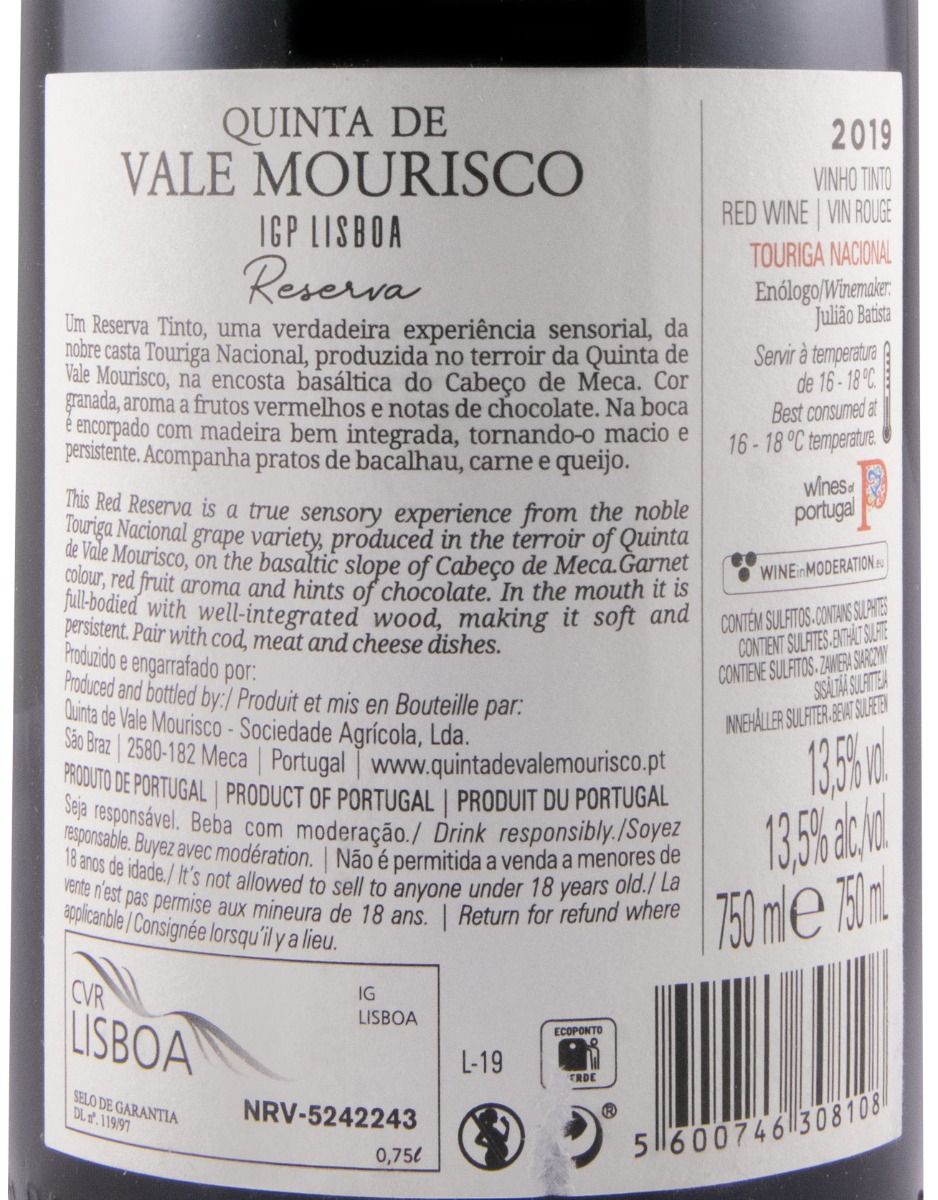 QUINTA DE
VALE MOURISCO
IGP LISBOA
Reserva
Um Reserva Tinto, uma verdadeira experiência sensorial, da
nobre casta Touriga Nacional, produzida no terroir da Quinta de
Vale Mourisco, na encosta basáltica do Cabeço de Meca. Cor
granada, aroma a frutos vermelhos e notas de chocolate. Na boca
é encorpado com madeira bem integrada, tornando-o macio e
persistente. Acompanha pratos de bacalhau, carne e queijo.
This Red Reserva is a true sensory experience from the noble
Touriga Nacional grape variety, produced in the terroir of Quinta
de Vale Mourisco, on the basaltic slope of Cabeço de Meca.Garnet
colour, red fruit aroma and hints of chocolate. In the mouth it is
full-bodied with well-integrated wood, making it soft and
persistent. Pair with cod, meat and cheese dishes.
Produzido e engarrafado por:
Produced and bottled by:/ Produit et mis en Bouteille par:
Quinta de Vale Mourisco - Sociedade Agrícola, Lda.
São Braz | 2580-182 Meca | Portugal | www.quintadevalemourisco.pt
PRODUTO DE PORTUGAL | PRODUCT OF PORTUGAL | PRODUIT DU PORTUGAL
Seja responsável. Beba com moderação./ Drink responsibly./Soyez
responsable. Buyez avec modération. | Não é permitida a venda a menores de
18 anos de idade./ It's not allowed to sell to anyone under 18 years old./ La
vente n'est pas permise aux mineura de 18 ans. | Return for refund where
applicanble / Consignée lorsqu'il y a lieu.
2019
VINHO TINTO
RED WINE | VIN ROUGE
TOURIGA NACIONAL
Enólogo/Winemaker:
Julião Batista
Servir à temperatura
de 16 - 18 ºC.
Best consumed at
16 - 18 ºC temperature.
wines of
portugal
WINEinMODERATION.eu
CONTÉM SULFITOS.CONTAINS SULPHITES
CONTIENT SULFITES.ENTHÄLT SULFITE
CONTIENE SULFITOS.ZAWIERA SIARCZYNY
SISÄLTÄÄ SULFIITTEJA
INNEHÅLLER SULFITER.BEVAT SULFIETEN
13,5% vol.
13,5% alc./vol.
750 ml e 750 mL
CVR
LISBOA
IG
LISBOA
SELO DE GARANTIA
DL nº. 119/97
NRV-5242243
0,75ℓ
L-19
ECOPONTO
®
5 600746 308108